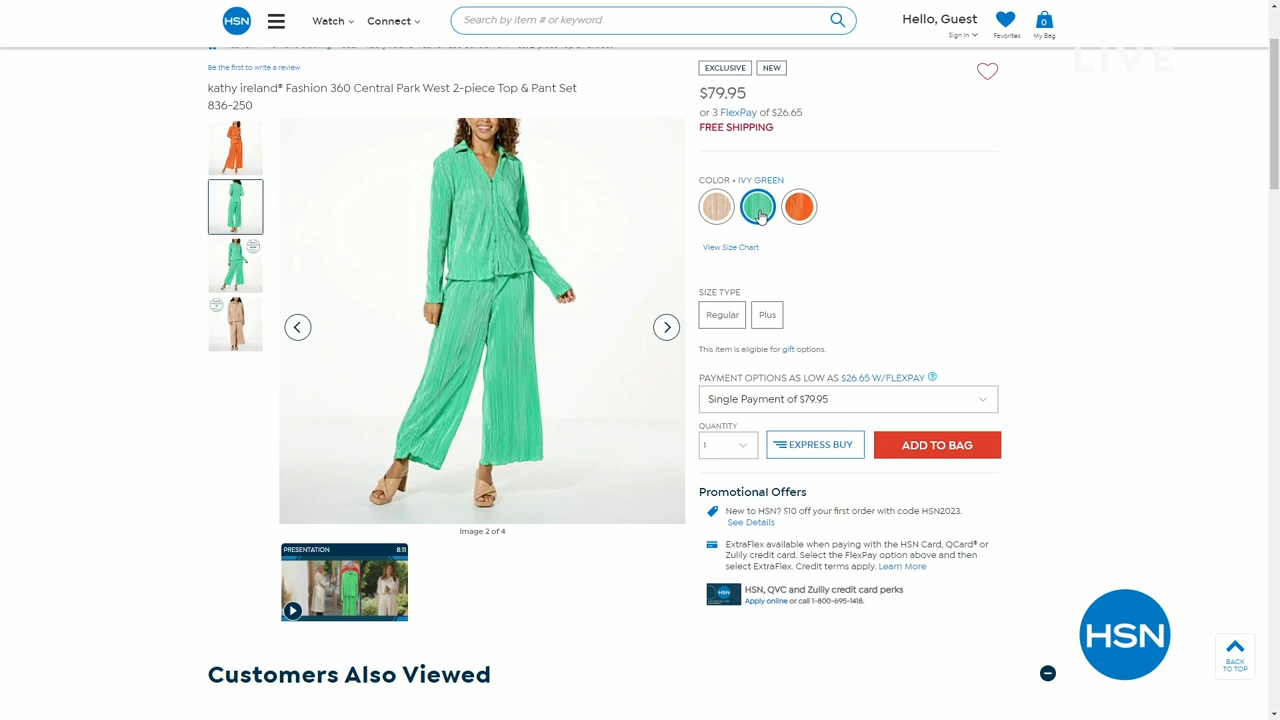 HSN
Watch
Connect
Search by item # or keyword
Hello, Guest
Sign In
Favorites
0
My Bag
LIVE
Be the first to write a review
kathy ireland® Fashion 360 Central Park West 2-piece Top & Pant Set
836-250
EXCLUSIVE
NEW
$79.95
or 3 FlexPay of $26.65
FREE SHIPPING
COLOR • IVY GREEN
View Size Chart
SIZE TYPE
Regular
Plus
This item is eligible for gift options.
PAYMENT OPTIONS AS LOW AS $26.65 W/FLEXPAY ?
Single Payment of $79.95
QUANTITY
1
EXPRESS BUY
ADD TO BAG
Image 2 of 4
PRESENTATION 8:11
Promotional Offers
New to HSN? $10 off your first order with code HSN2023.
See Details
ExtraFlex available when paying with the HSN Card, QCard® or
Zulily credit card. Select the FlexPay option above and then
select ExtraFlex. Credit terms apply. Learn More
HSN
HSN, QVC and Zulily credit card perks
Apply online or call 1-800-695-1418.
HSN
BACK
TO TOP
Customers Also Viewed